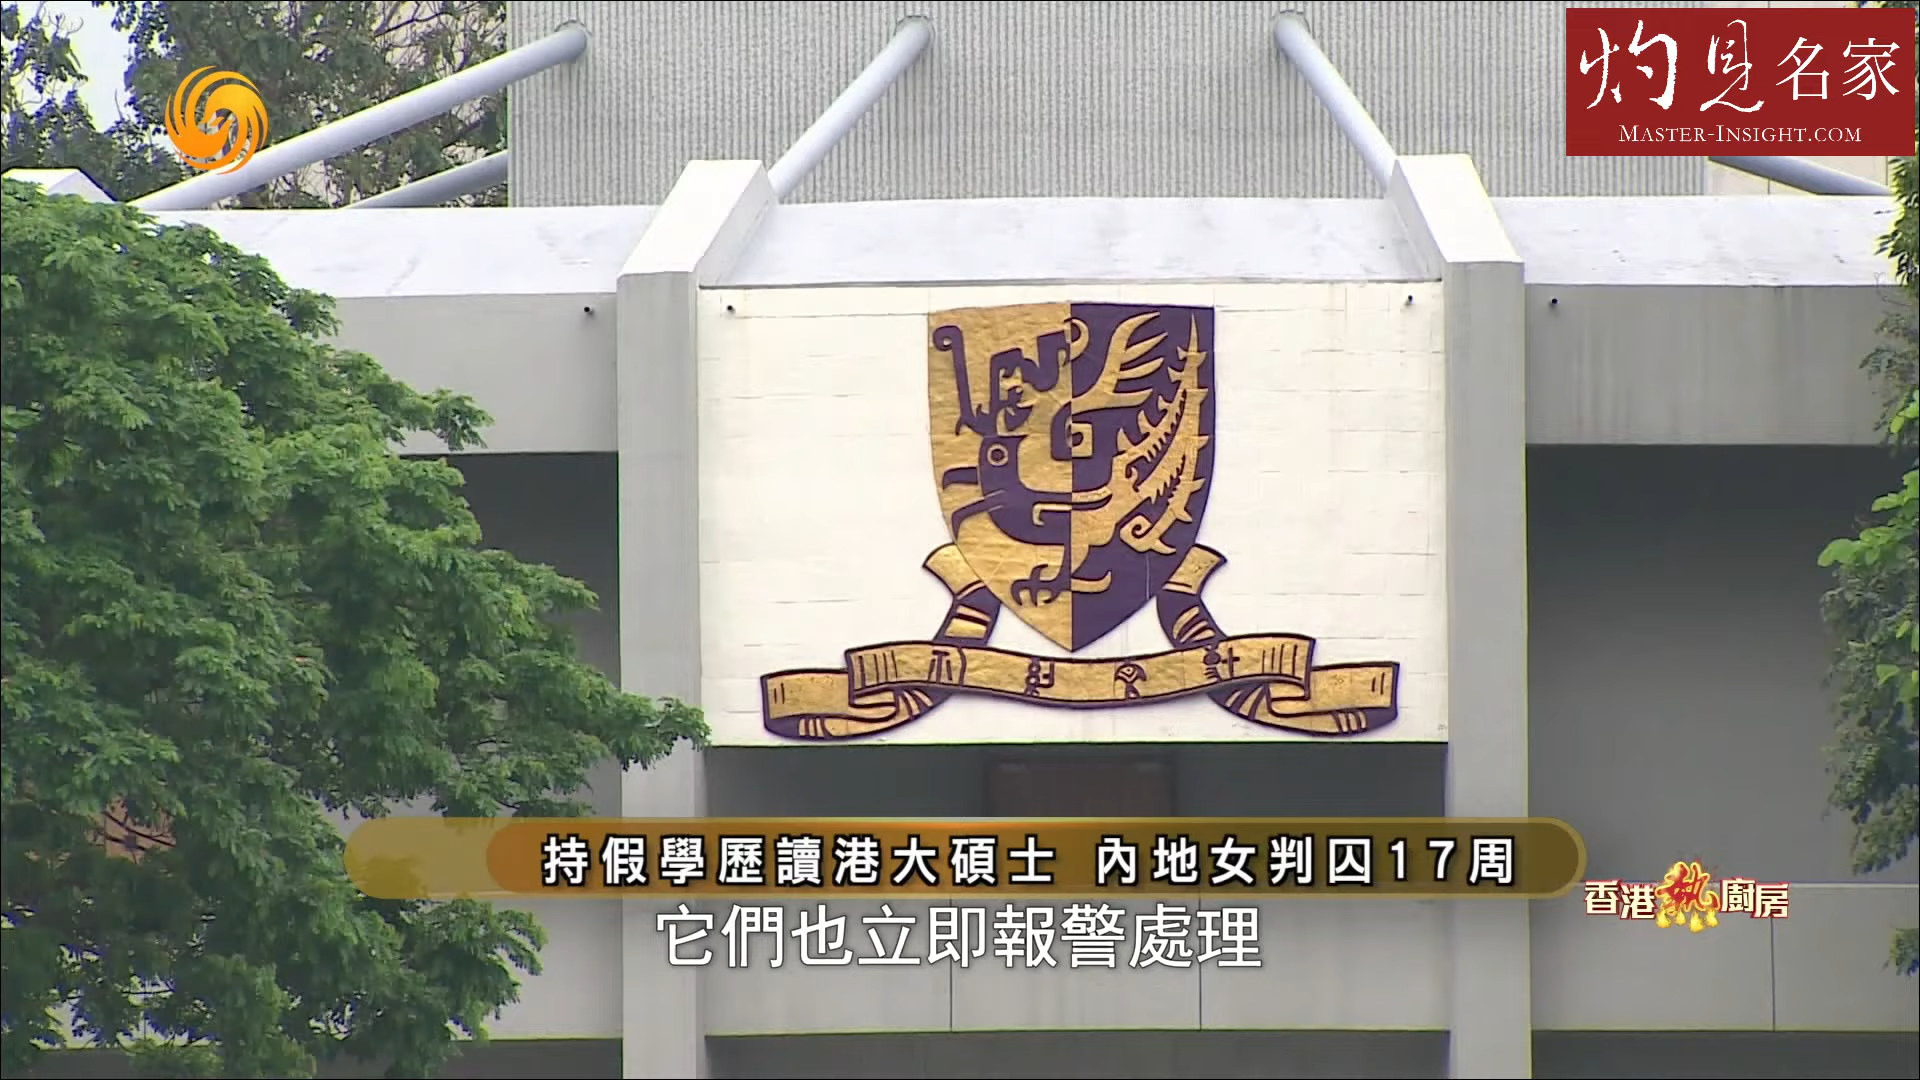 灼見名家
MASTER-INSIGHT.COM
持假學歷讀港大碩士 內地女判囚17周
香港熱廚房
它們也立即報警處理